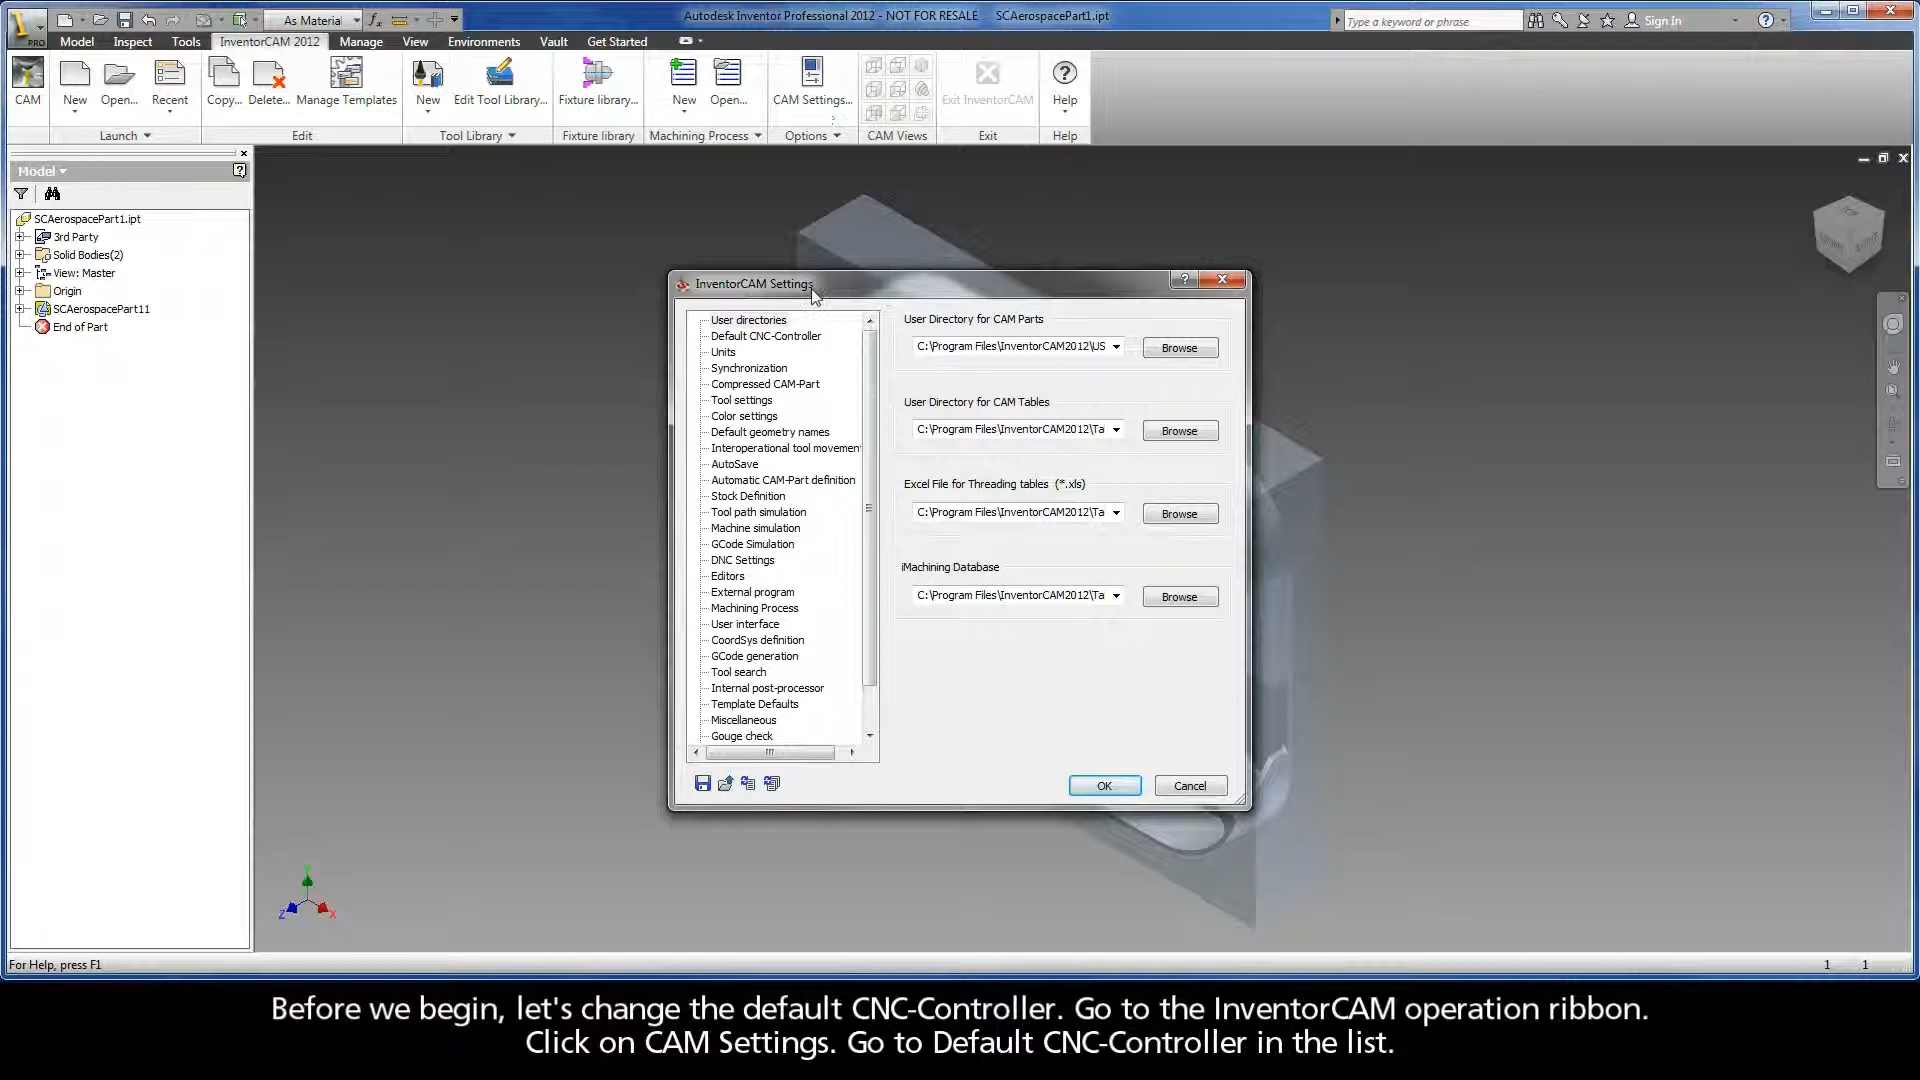 As Material
Autodesk Inventor Professional 2012 - NOT FOR RESALE SCAerospacePart1.ipt
Type a keyword or phrase
Sign In
PRO
Model Inspect Tools InventorCAM 2012 Manage View Environments Vault Get Started
CAM New Open... Recent Copy... Delete... Manage Templates New Edit Tool Library... Fixture library... New Open... CAM Settings... Exit InventorCAM Help
Launch Edit Tool Library Fixture library Machining Process Options CAM Views Exit Help
Model
SCAerospacePart1.ipt
3rd Party
Solid Bodies(2)
View: Master
Origin
SCAerospacePart11
End of Part
InventorCAM Settings
User directories
Default CNC-Controller
Units
Synchronization
Compressed CAM-Part
Tool settings
Color settings
Default geometry names
Interoperational tool movemen
AutoSave
Automatic CAM-Part definition
Stock Definition
Tool path simulation
Machine simulation
GCode Simulation
DNC Settings
Editors
External program
Machining Process
User interface
CoordSys definition
GCode generation
Tool search
Internal post-processor
Template Defaults
Miscellaneous
Gouge check
User Directory for CAM Parts
C:\Program Files\InventorCAM2012\US Browse
User Directory for CAM Tables
C:\Program Files\InventorCAM2012\Ta Browse
Excel File for Threading tables (*.xls)
C:\Program Files\InventorCAM2012\Ta Browse
iMachining Database
C:\Program Files\InventorCAM2012\Ta Browse
OK Cancel
Y
Z X
For Help, press F1
1 1
Before we begin, let's change the default CNC-Controller. Go to the InventorCAM operation ribbon.
Click on CAM Settings. Go to Default CNC-Controller in the list.